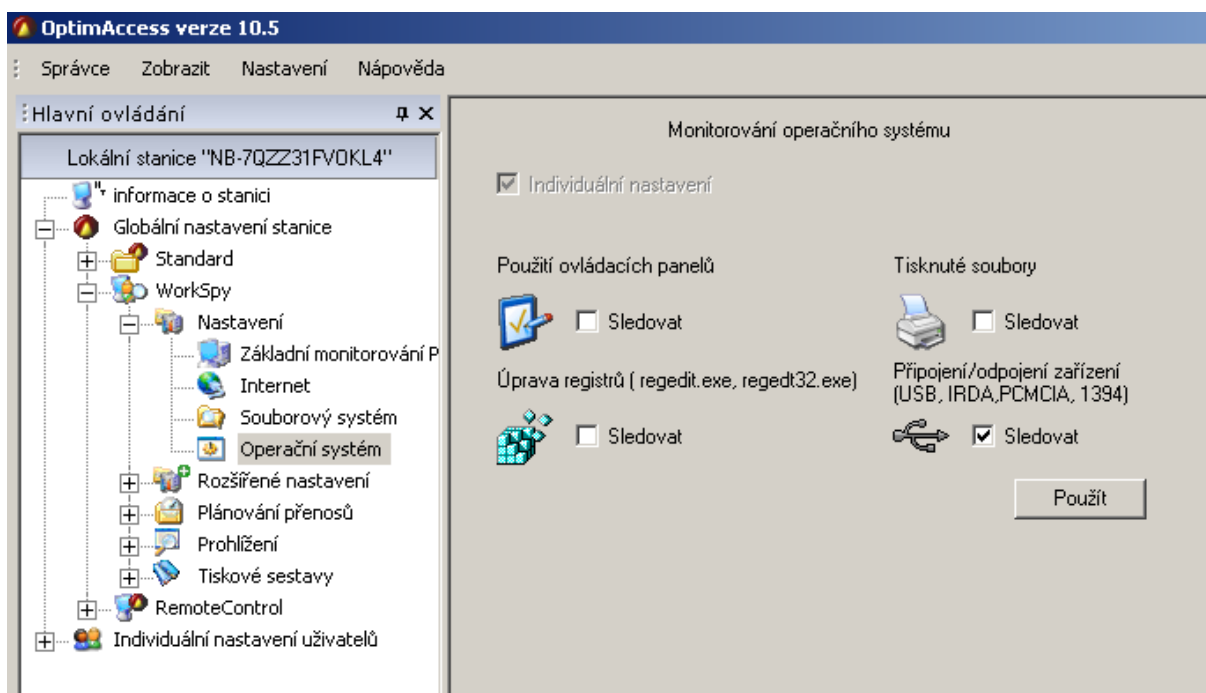 OptimAccess verze 10.5
Správce Zobrazit Nastavení Nápověda
Hlavní ovládání
Lokální stanice "NB-7QZZ31FVOKL4"
informace o stanici
Globální nastavení stanice
Standard
WorkSpy
Nastavení
Základní monitorování P
Internet
Souborový systém
Operační systém
Rozšířené nastavení
Plánování přenosů
Prohlížení
Tiskové sestavy
RemoteControl
Individuální nastavení uživatelů
Monitorování operačního systému
Individuální nastavení
Použití ovládacích panelů
Sledovat
Tisknuté soubory
Sledovat
Úprava registrů ( regedit.exe, regedt32.exe)
Sledovat
Připojení/odpojení zařízení
(USB, IRDA,PCMCIA, 1394)
Sledovat
Použít